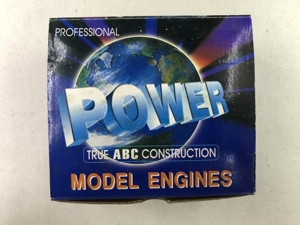 PROFESSIONAL
POWER
TRUE ABC CONSTRUCTION
MODEL ENGINES